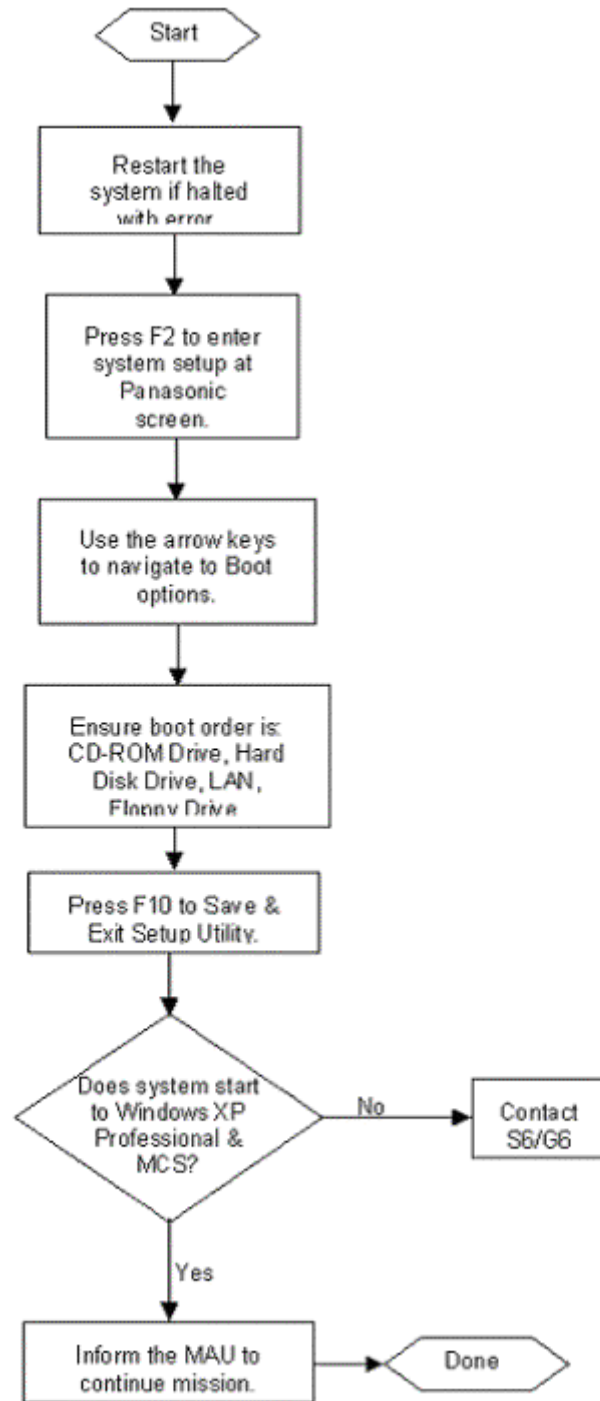 Start
Restart the
system if halted
with error
Press F2 to enter
system setup at
Panasonic
screen.
Use the arrow keys
to navigate to Boot
options.
Ensure boot order is:
CD-ROM Drive, Hard
Disk Drive, LAN,
Floppy Drive
Press F10 to Save &
Exit Setup Utility.
Does system start
to Windows XP
Professional &
MCS?
No
Contact
S6/G6
Yes
Inform the MAU to
continue mission.
Done